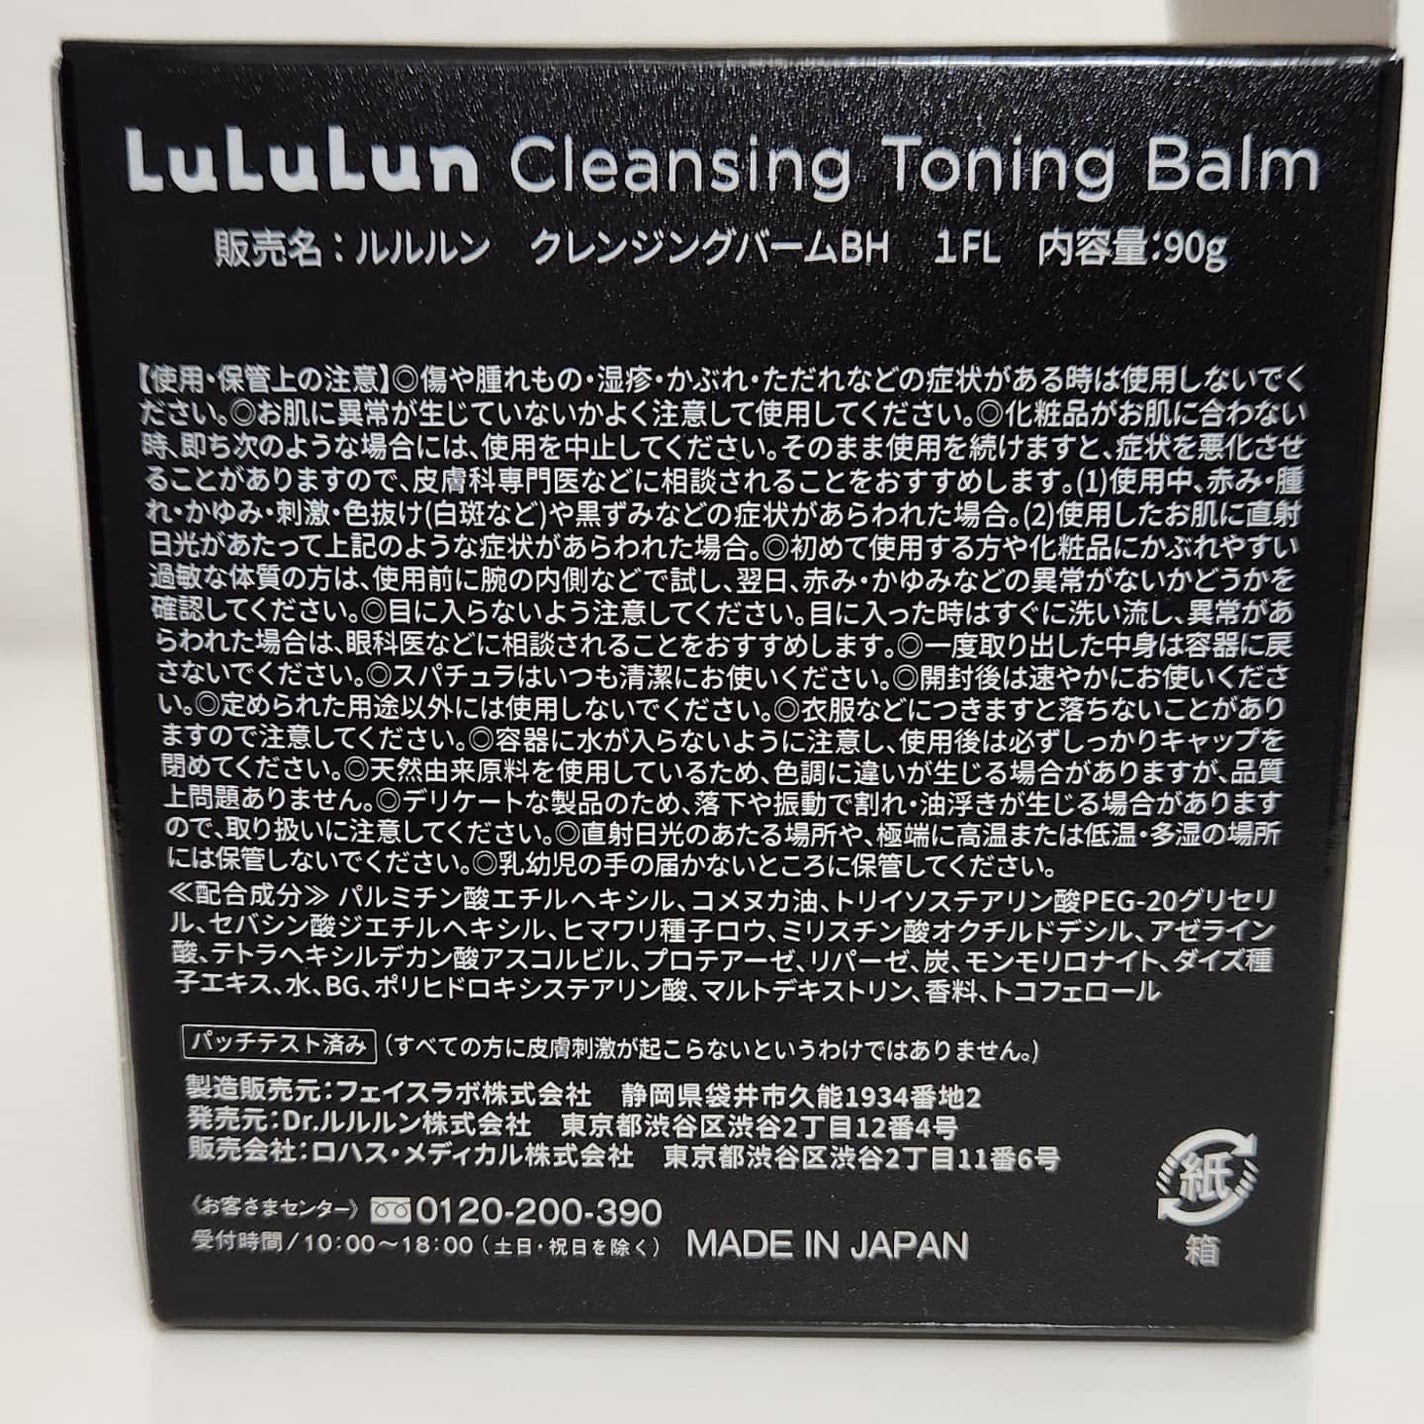 LuLuLun Cleansing Toning Balm
販売名：ルルルン クレンジングバームBH 1FL 内容量:90g
【使用・保管上の注意】◎傷や腫れもの・湿疹・かぶれ・ただれなどの症状がある時は使用しないでく
ださい。◎お肌に異常が生じていないかよく注意して使用してください。◎化粧品がお肌に合わない
時、即ち次のような場合には、使用を中止してください。そのまま使用を続けますと、症状を悪化させ
ることがありますので、皮膚科専門医などに相談されることをおすすめします。(1)使用中、赤み・腫
れ・かゆみ・刺激・色抜け(白斑など)や黒ずみなどの症状があらわれた場合。(2)使用したお肌に直射
日光があたって上記のような症状があらわれた場合。◎初めて使用する方や化粧品にかぶれやすい
過敏な体質の方は、使用前に腕の内側などで試し、翌日、赤み・かゆみなどの異常がないかどうかを
確認してください。◎目に入らないよう注意してください。目に入った時はすぐに洗い流し、異常があ
らわれた場合は、眼科医などに相談されることをおすすめします。◎一度取り出した中身は容器に戻
さないでください。◎スパチュラはいつも清潔にお使いください。◎開封後は速やかにお使いくださ
い。◎定められた用途以外には使用しないでください。◎衣服などにつきますと落ちないことがあり
ますので注意してください。◎容器に水が入らないように注意し、使用後は必ずしっかりキャップを
閉めてください。◎天然由来原料を使用しているため、色調に違いが生じる場合がありますが、品質
上問題ありません。◎デリケートな製品のため、落下や振動で割れ・油浮きが生じる場合があります
ので、取り扱いに注意してください。◎直射日光のあたる場所や、極端に高温または低温・多湿の場所
には保管しないでください。◎乳幼児の手の届かないところに保管してください。
≪配合成分≫ パルミチン酸エチルヘキシル、コメヌカ油、トリイソステアリン酸PEG-20グリセリ
ル、セバシン酸ジエチルヘキシル、ヒマワリ種子ロウ、ミリスチン酸オクチルドデシル、アゼライン
酸、テトラヘキシルデカン酸アスコルビル、プロテアーゼ、リパーゼ、炭、モンモリロナイト、ダイズ種
子エキス、水、BG、ポリヒドロキシステアリン酸、マルトデキストリン、香料、トコフェロール
パッチテスト済み (すべての方に皮膚刺激が起こらないというわけではありません。)
製造販売元：フェイスラボ株式会社 静岡県袋井市久能1934番地2
発売元：Dr.ルルルン株式会社 東京都渋谷区渋谷2丁目12番4号
販売会社：ロハス・メディカル株式会社 東京都渋谷区渋谷2丁目11番6号
《お客さまセンター》 0120-200-390
受付時間/10:00～18:00（土日・祝日を除く） MADE IN JAPAN
紙
箱